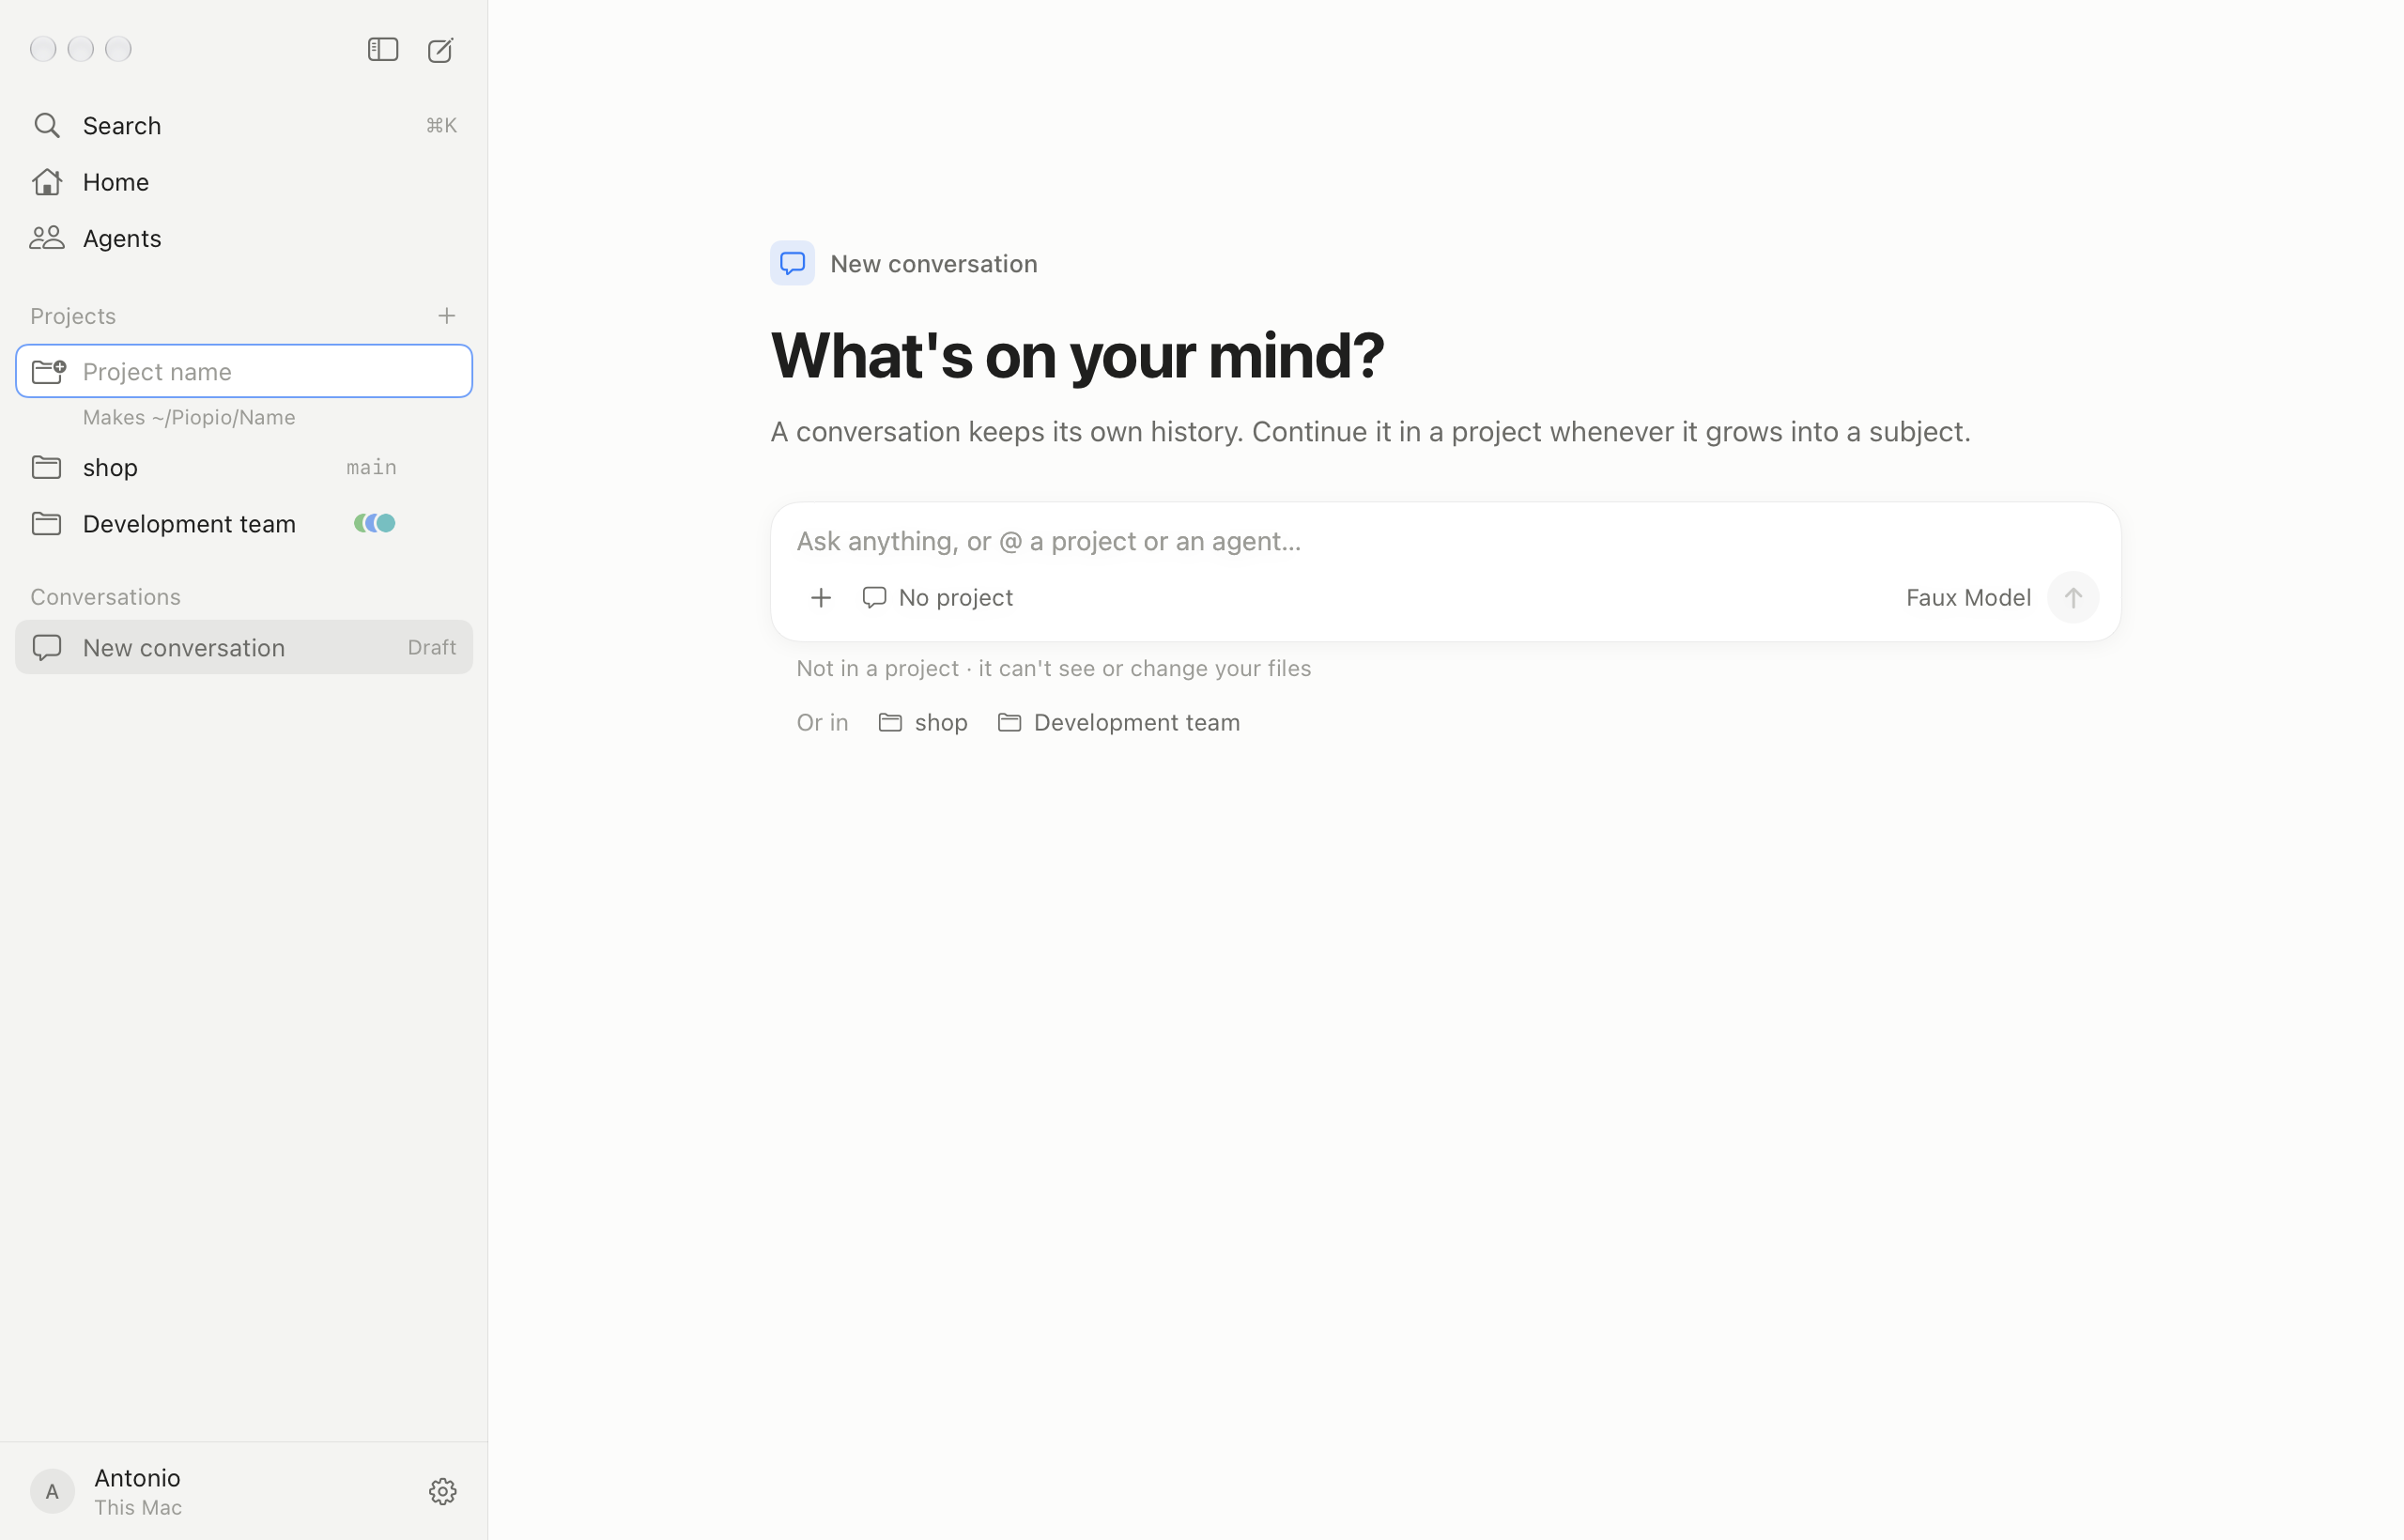 Search ⌘K
Home
Agents
Projects
Project name
Makes ~/Piopio/Name
shop main
Development team
Conversations
New conversation Draft
A
Antonio
This Mac
New conversation
What's on your mind?
A conversation keeps its own history. Continue it in a project whenever it grows into a subject.
Ask anything, or @ a project or an agent...
No project Faux Model
Not in a project · it can't see or change your files
Or in shop Development team